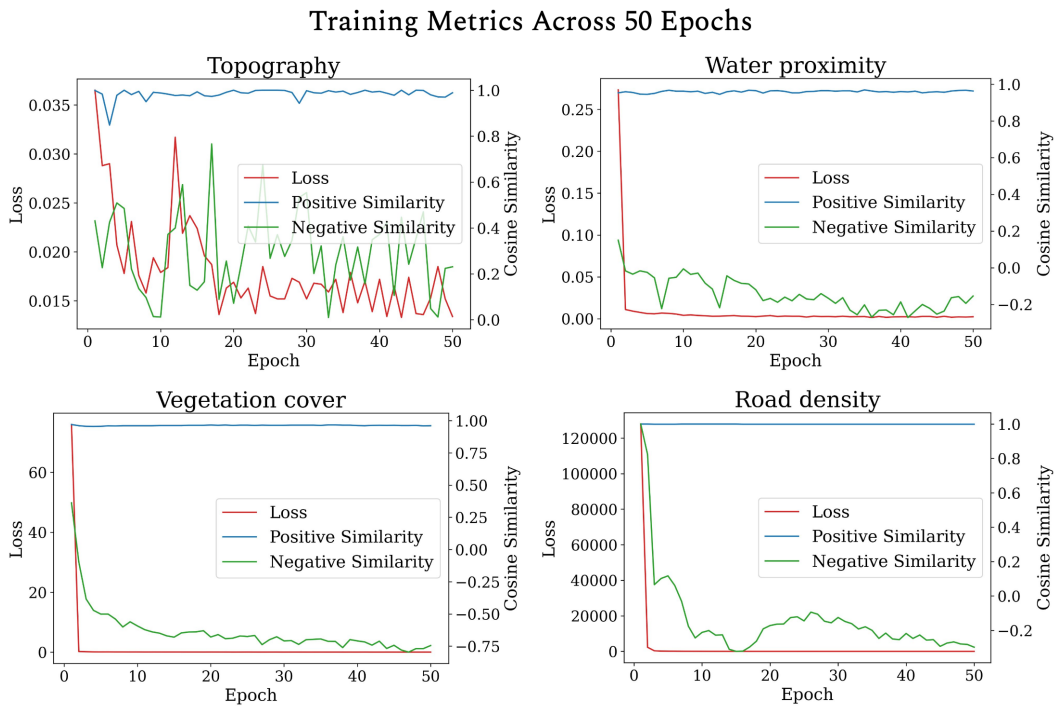 Training Metrics Across 50 Epochs
Topography
Loss
0.035
0.030
0.025
0.020
0.015
0 10 20 30 40 50
Epoch
1.0
0.8
0.6
0.4
0.2
0.0
Cosine Similarity
Loss
Positive Similarity
Negative Similarity
Water proximity
Loss
0.25
0.20
0.15
0.10
0.05
0.00
0 10 20 30 40 50
Epoch
1.0
0.8
0.6
0.4
0.2
0.0
−0.2
Cosine Similarity
Loss
Positive Similarity
Negative Similarity
Vegetation cover
Loss
60
40
20
0
0 10 20 30 40 50
Epoch
1.00
0.75
0.50
0.25
0.00
−0.25
−0.50
−0.75
Cosine Similarity
Loss
Positive Similarity
Negative Similarity
Road density
Loss
120000
100000
80000
60000
40000
20000
0
0 10 20 30 40 50
Epoch
1.0
0.8
0.6
0.4
0.2
0.0
−0.2
Cosine Similarity
Loss
Positive Similarity
Negative Similarity